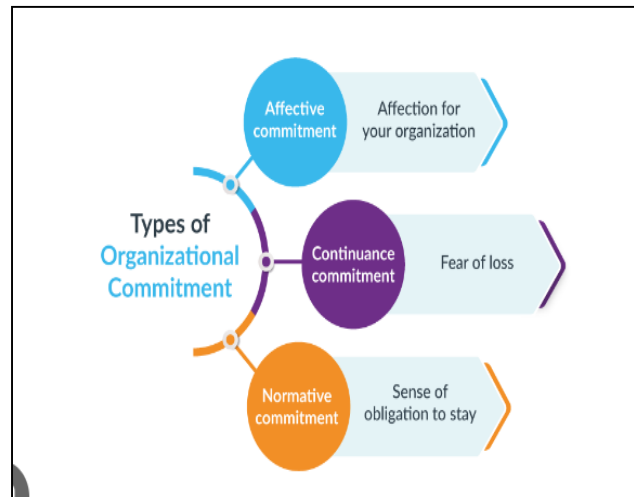 Types of
Organizational
Commitment
Affective
commitment
Affection for
your organization
Continuance
commitment
Fear of loss
Normative
commitment
Sense of
obligation to stay